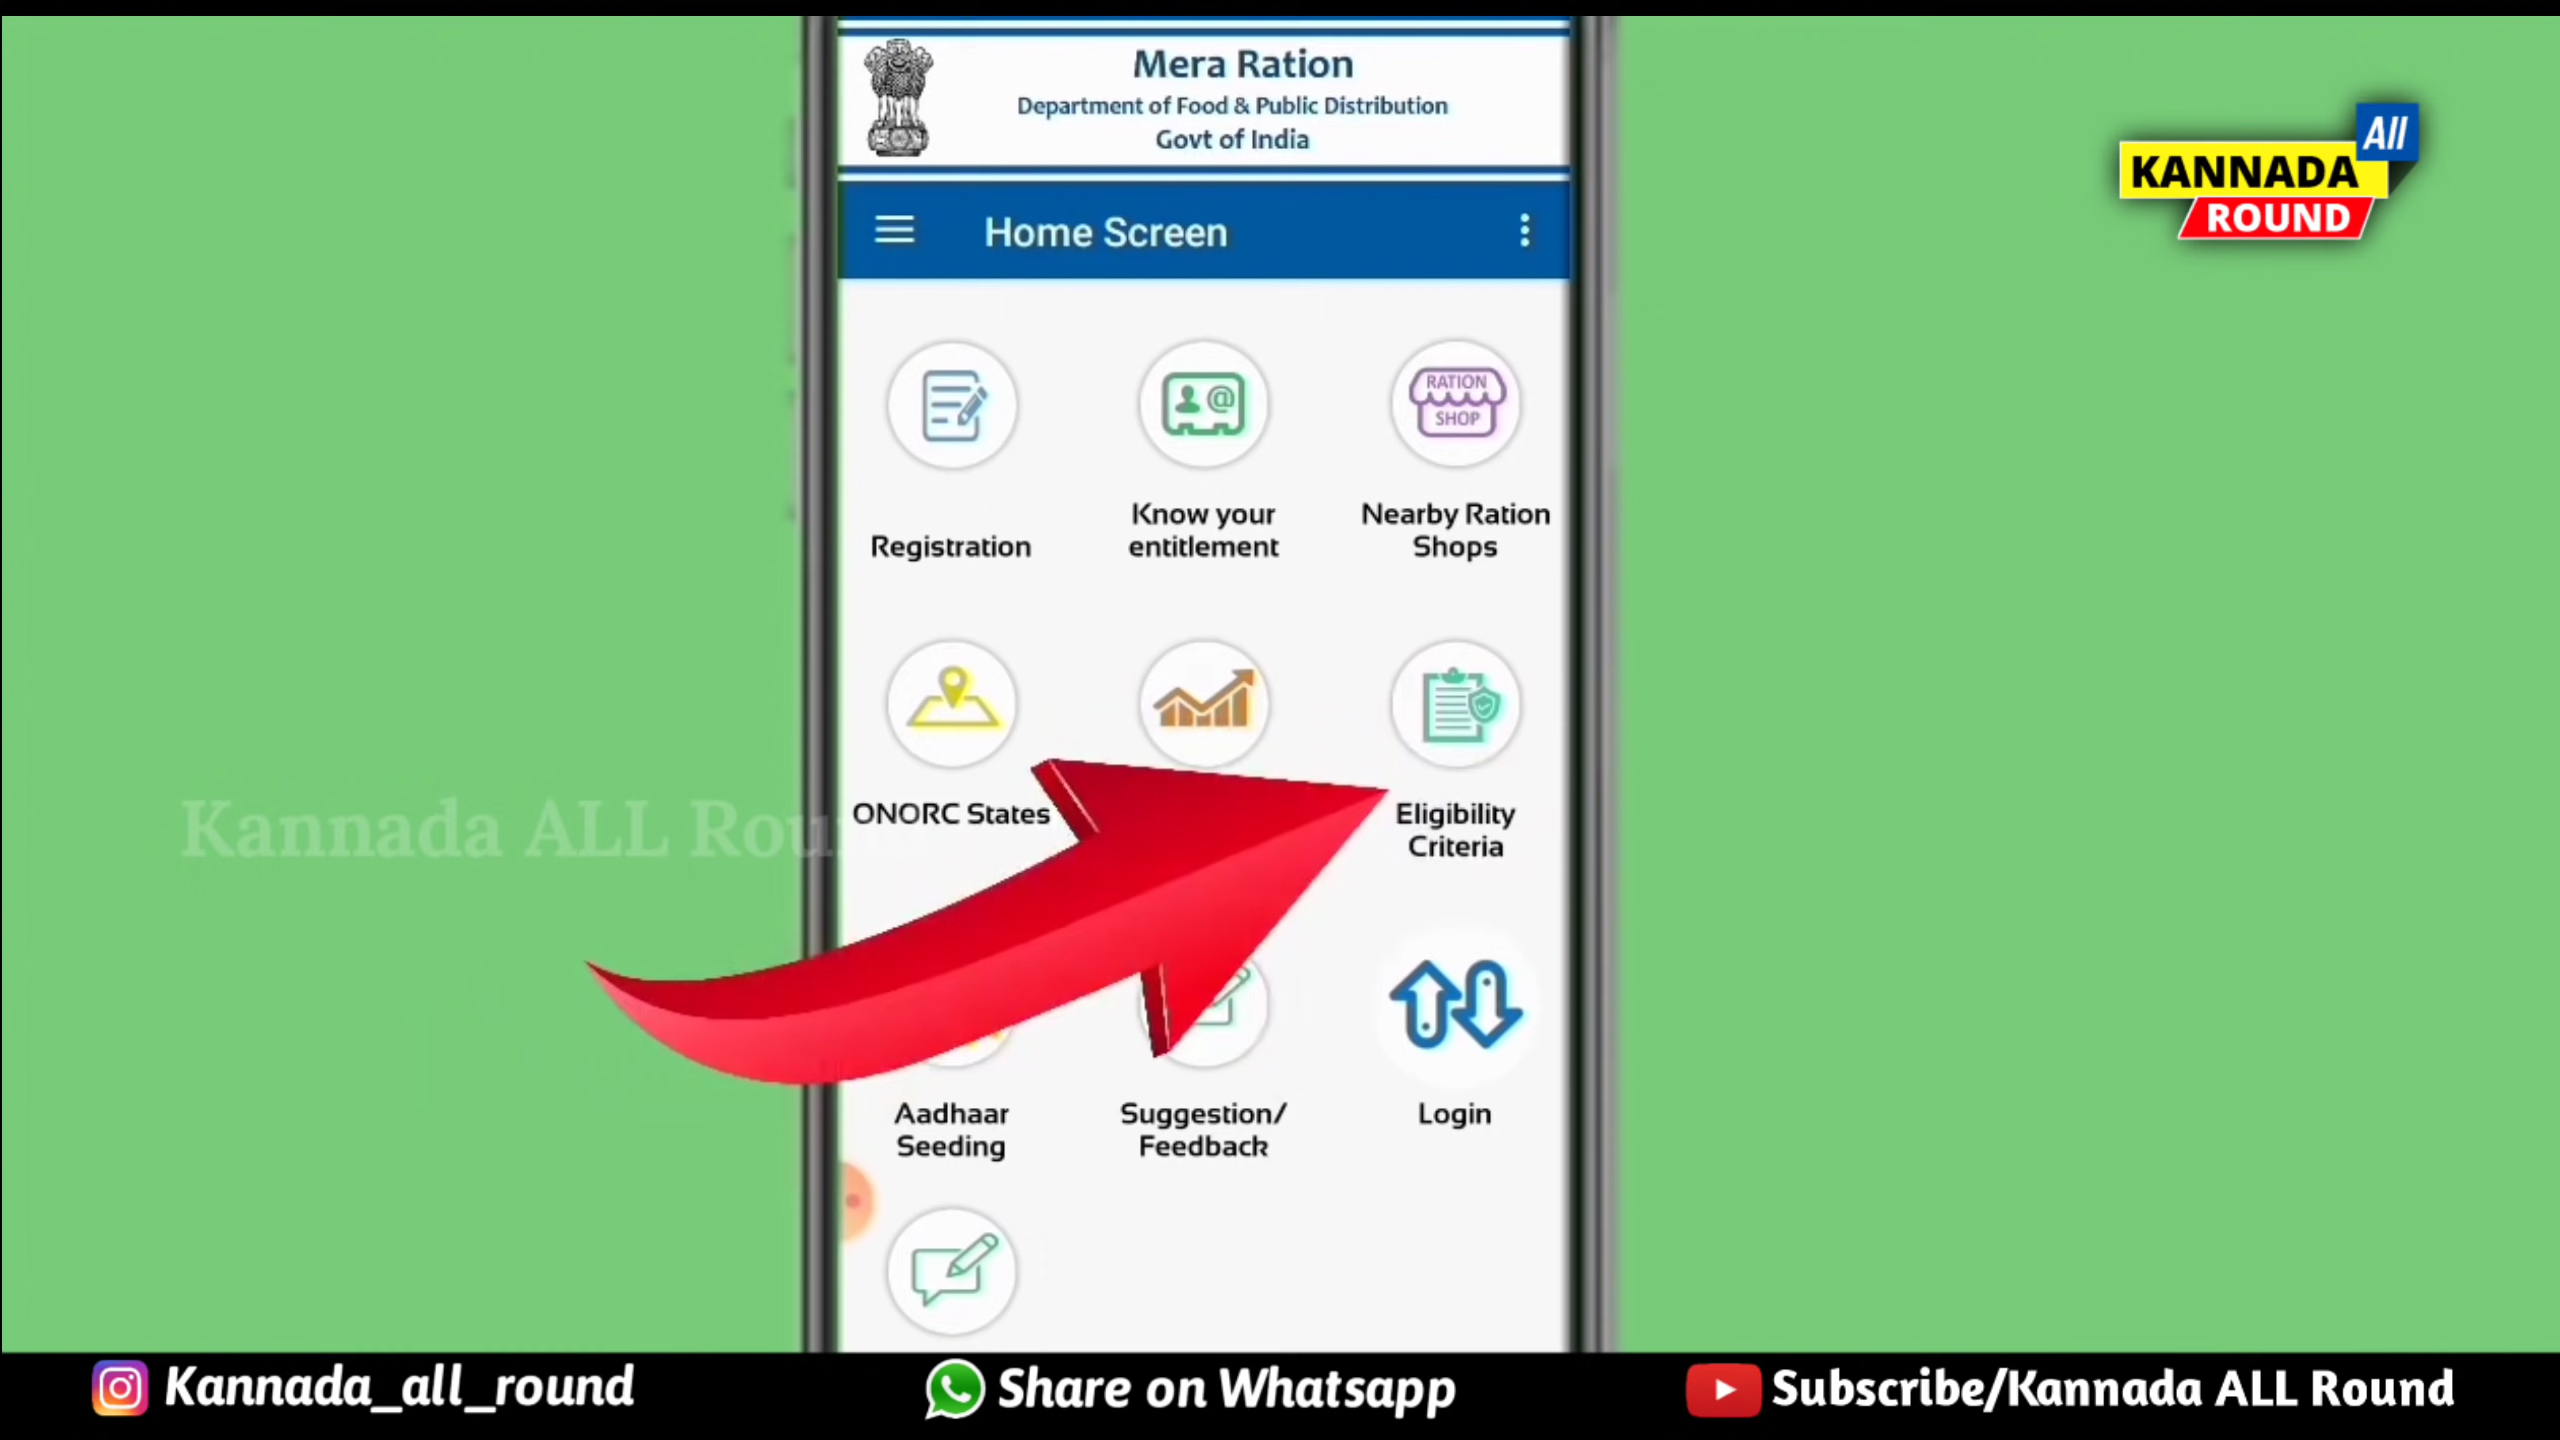 Mera Ration
Department of Food & Public Distribution
Govt of India
All
KANNADA
ROUND
Home Screen
RATION
SHOP
Registration
Know your
entitlement
Nearby Ration
Shops
ONORC States
Eligibility
Criteria
Kannada ALL Round
Aadhaar
Seeding
Suggestion/
Feedback
Login
Kannada_all_round
Share on Whatsapp
Subscribe/Kannada ALL Round